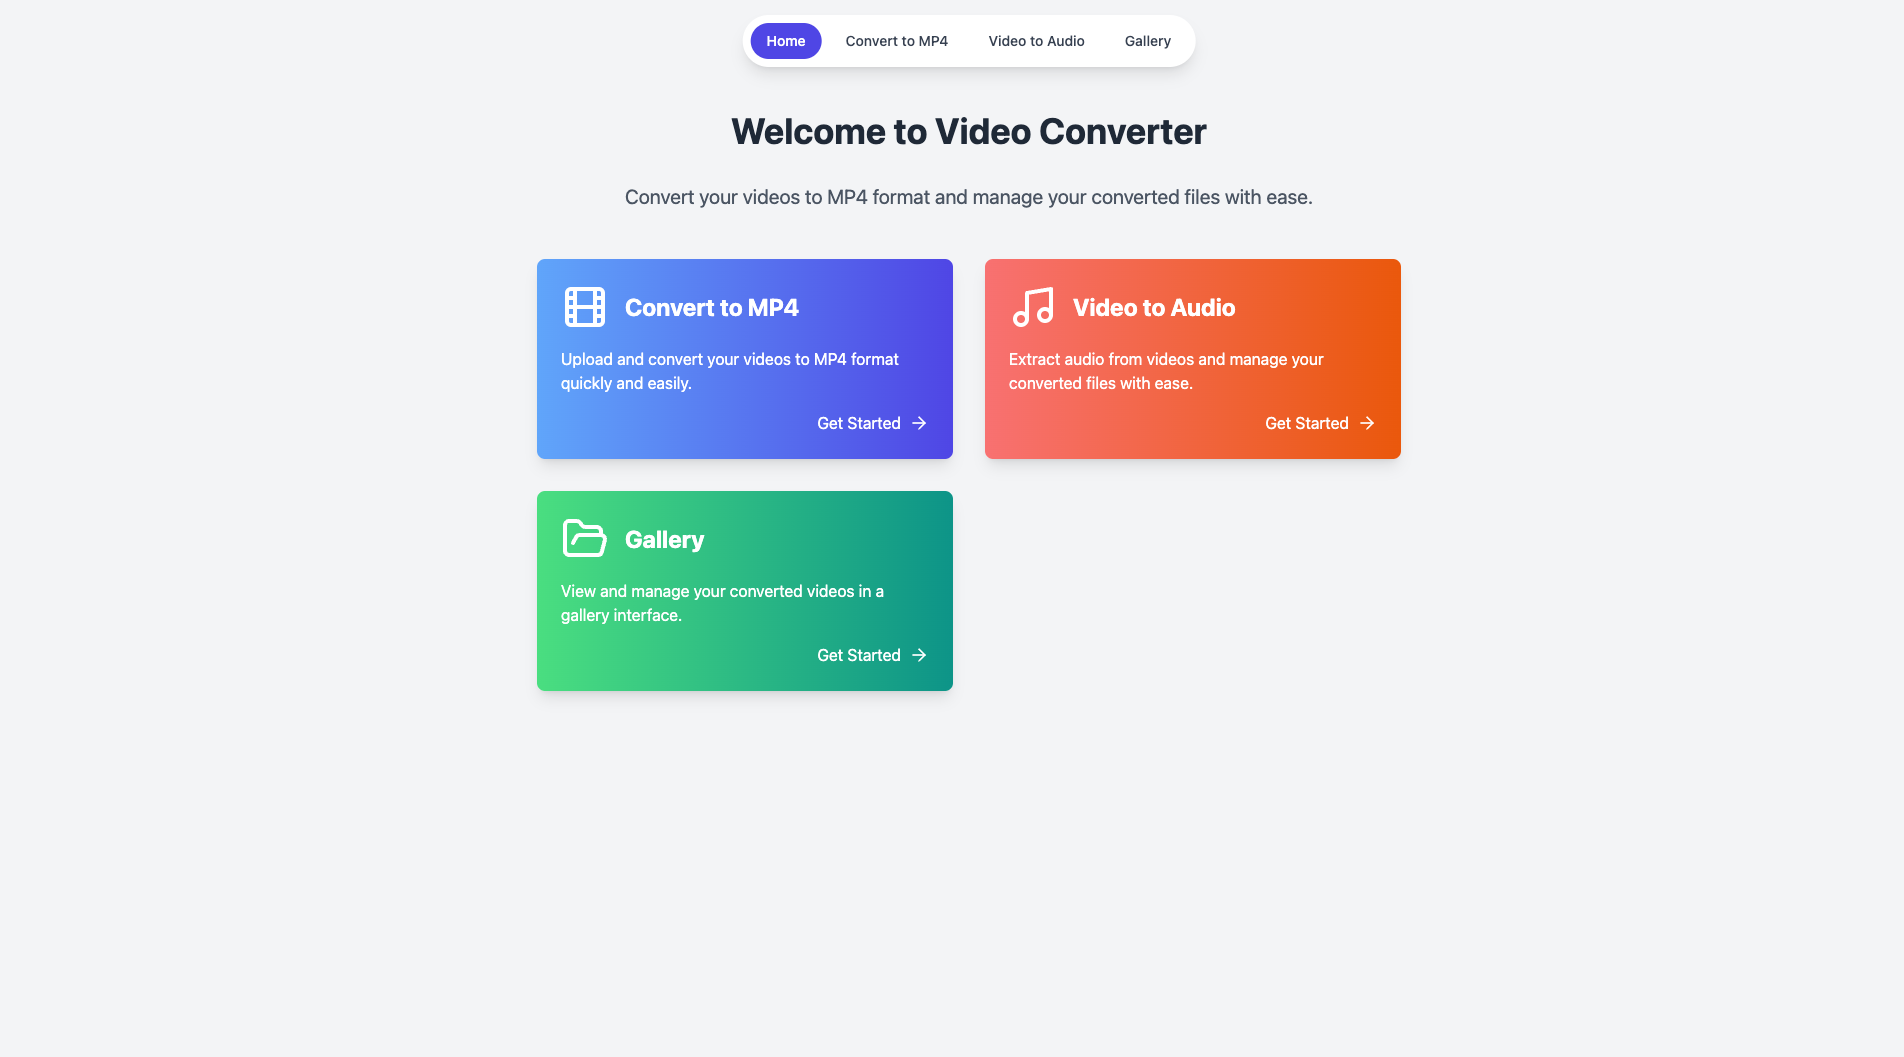 Home
Convert to MP4
Video to Audio
Gallery
Welcome to Video Converter
Convert your videos to MP4 format and manage your converted files with ease.
Convert to MP4
Upload and convert your videos to MP4 format
quickly and easily.
Get Started
Video to Audio
Extract audio from videos and manage your
converted files with ease.
Get Started
Gallery
View and manage your converted videos in a
gallery interface.
Get Started